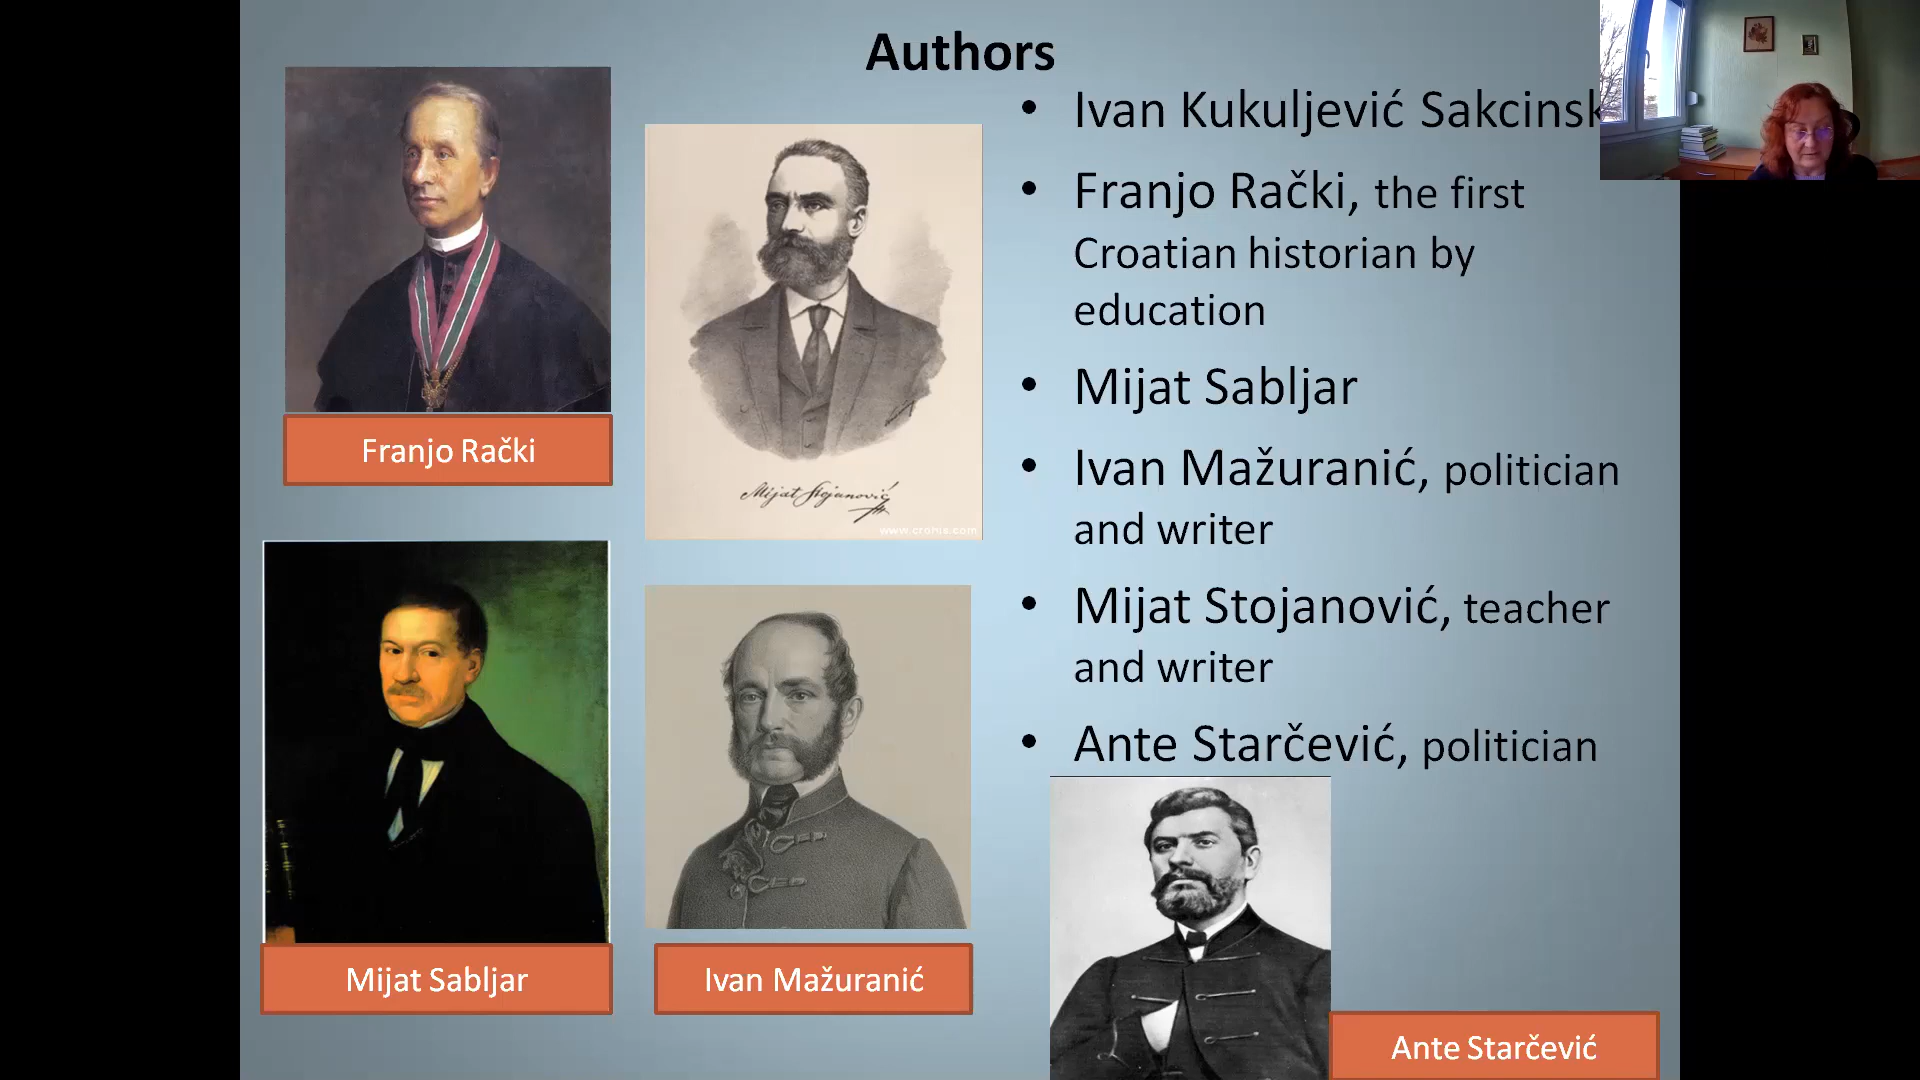 Authors
• Ivan Kukuljević Sakcinsk
• Franjo Rački, the first
Croatian historian by
education
• Mijat Sabljar
• Ivan Mažuranić, politician
and writer
• Mijat Stojanović, teacher
and writer
• Ante Starčević, politician
Franjo Rački
Mijat Stojanović
www.crohis.com
Mijat Sabljar
Ivan Mažuranić
Ante Starčević